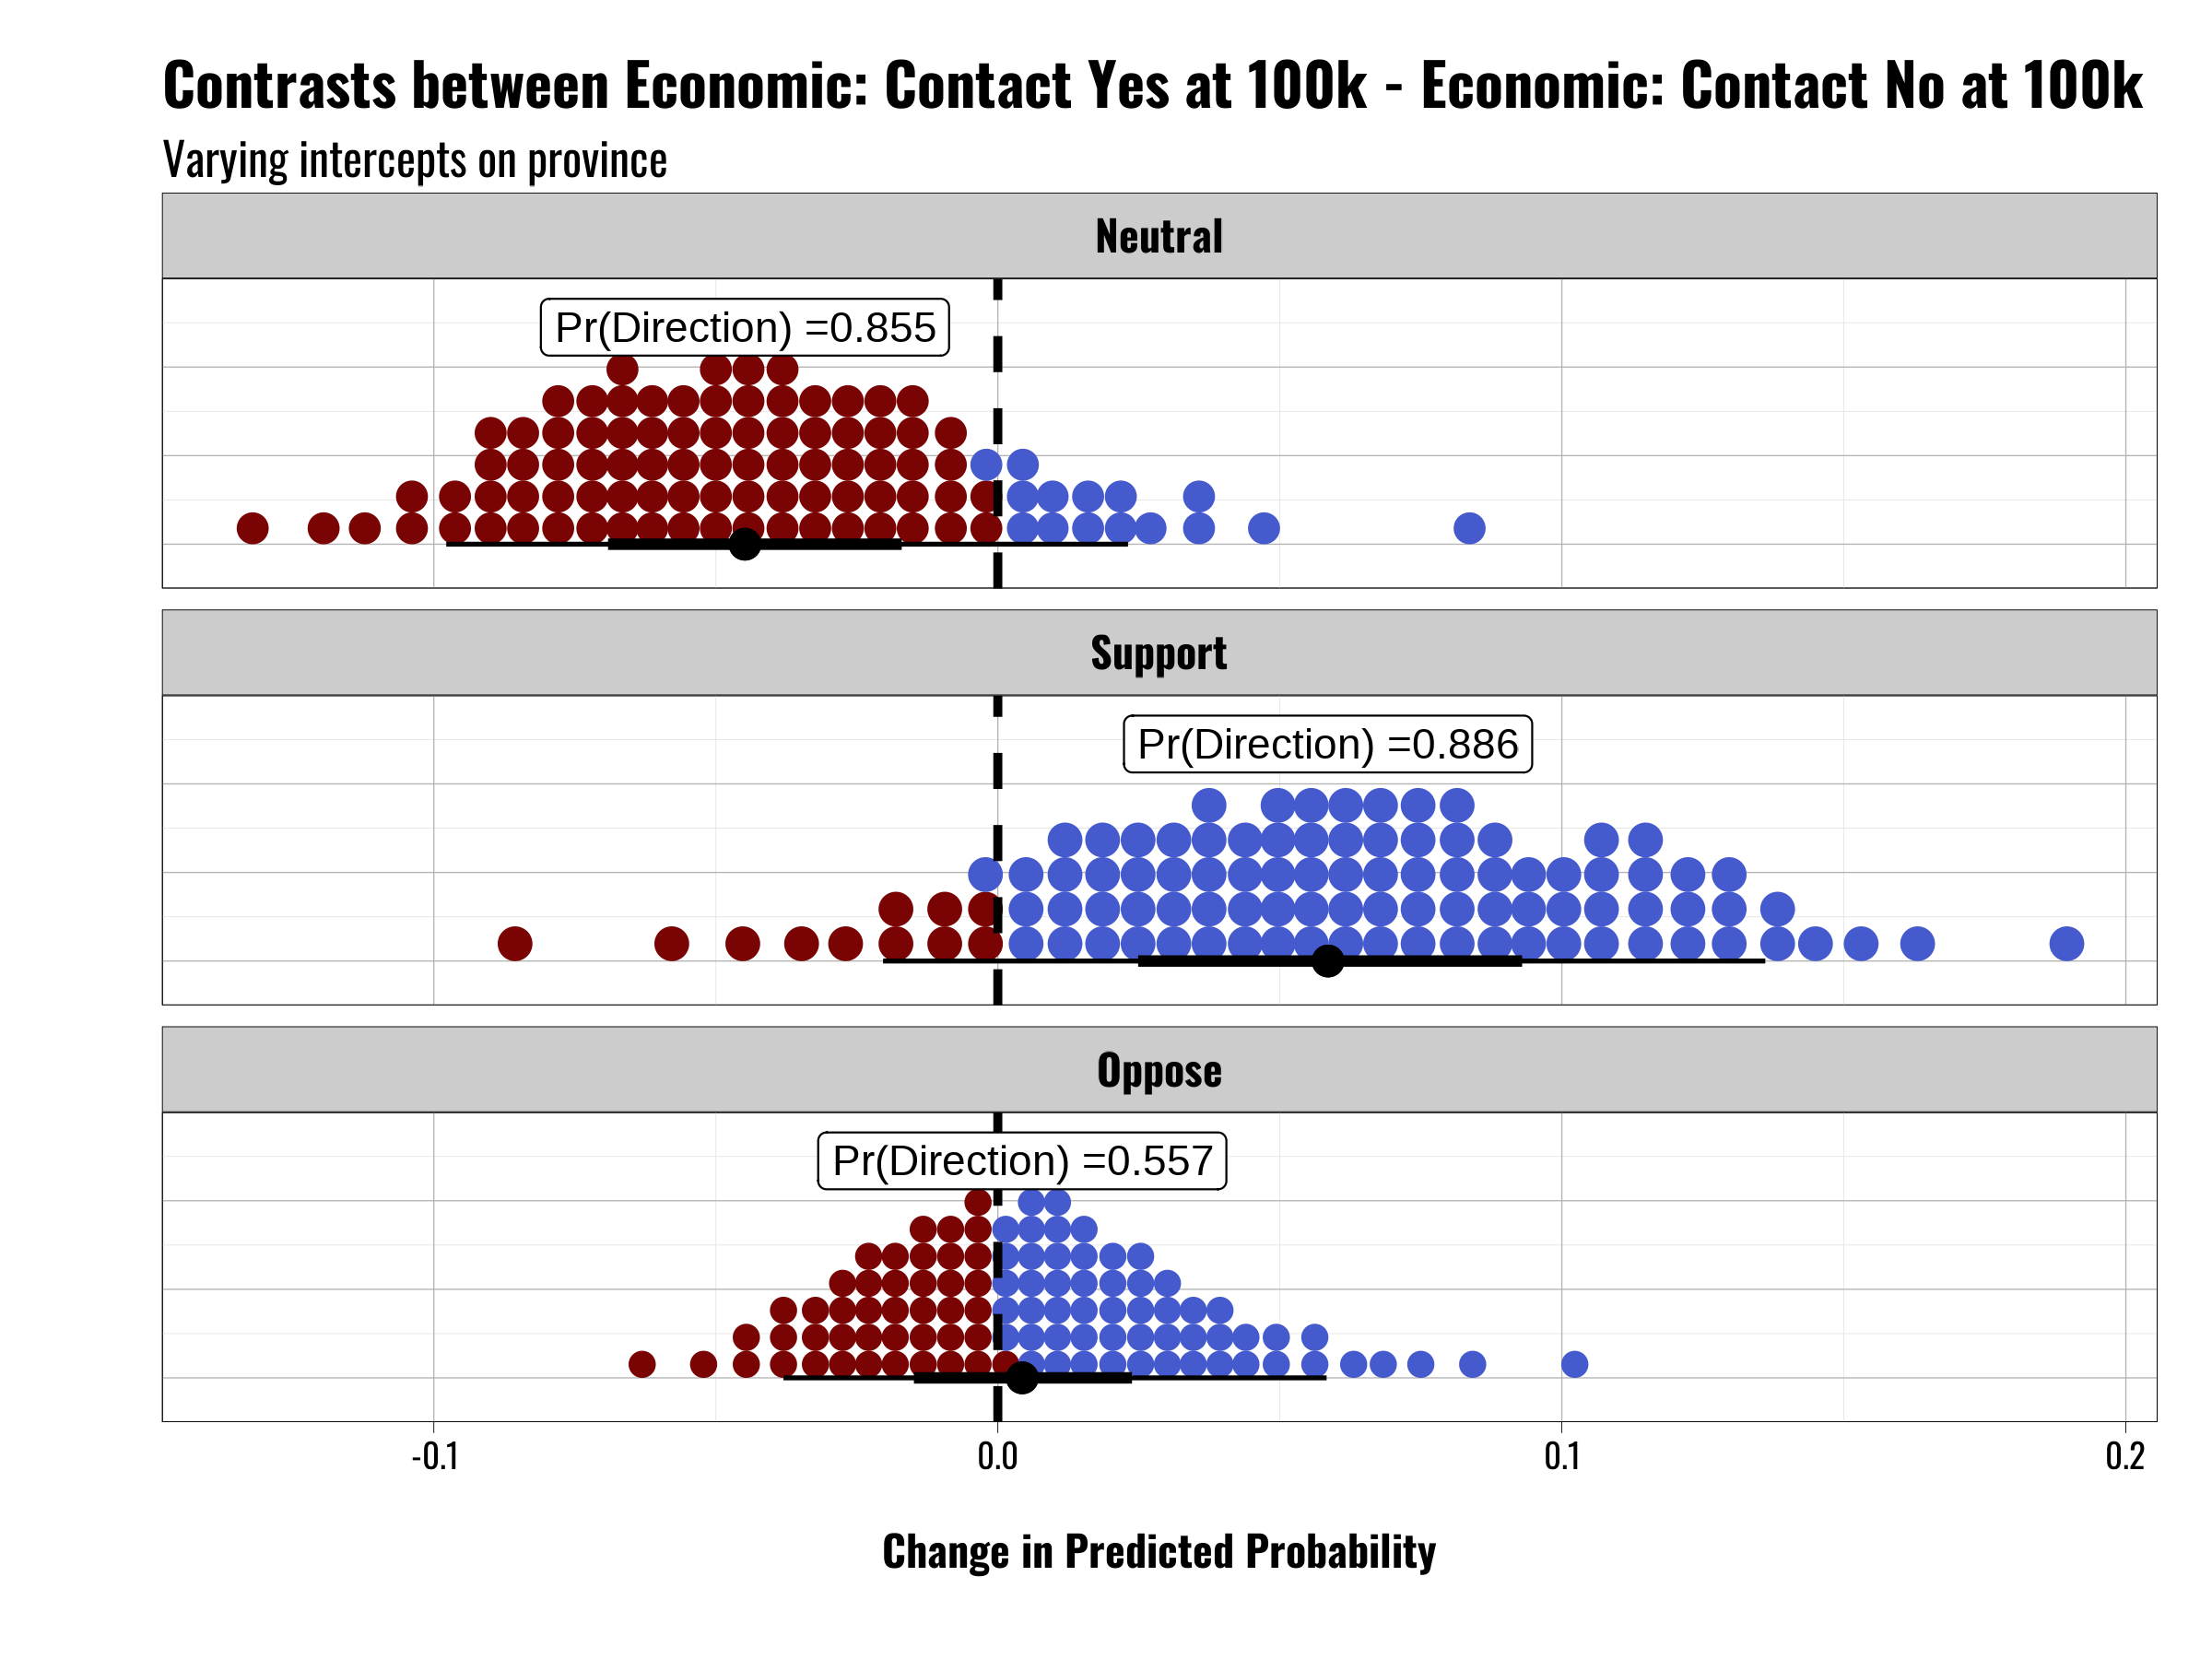 Contrasts between Economic: Contact Yes at 100k - Economic: Contact No at 100k
Varying intercepts on province
Neutral
Pr(Direction) =0.855
Support
Pr(Direction) =0.886
Oppose
Pr(Direction) =0.557
-0.1 0.0 0.1 0.2
Change in Predicted Probability